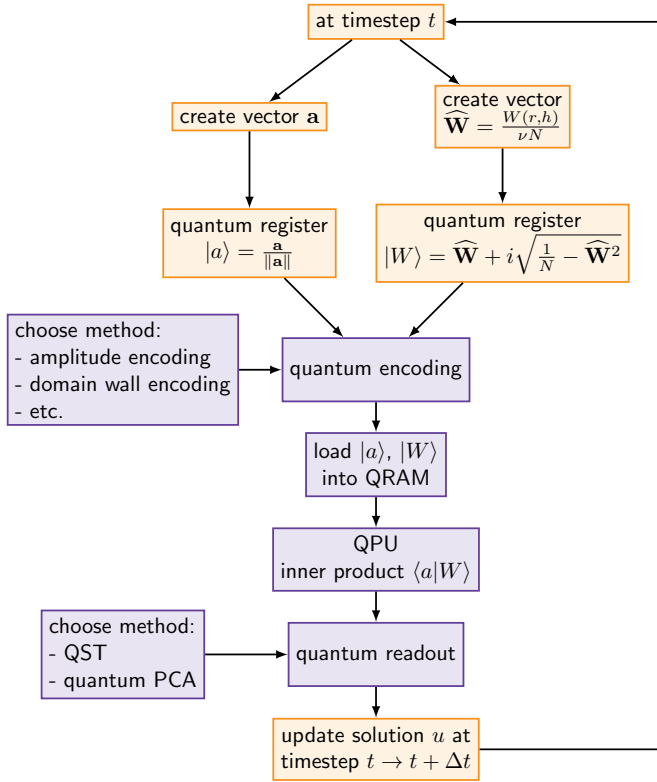 at timestep t
create vector a
create vector
Ŵ = W(r,h) / νN
quantum register
|a⟩ = a / ‖a‖
quantum register
|W⟩ = Ŵ + i√(1/N − Ŵ²)
choose method:
- amplitude encoding
- domain wall encoding
- etc.
quantum encoding
load |a⟩, |W⟩
into QRAM
QPU
inner product ⟨a|W⟩
choose method:
- QST
- quantum PCA
quantum readout
update solution u at
timestep t → t + Δt